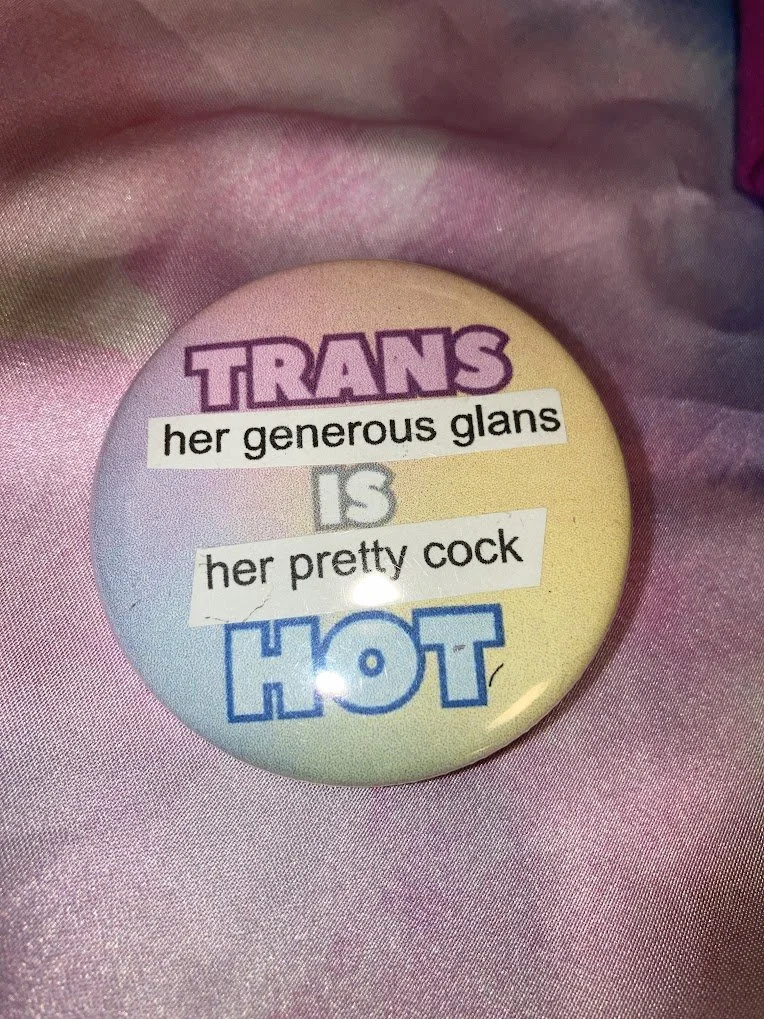 TRANS
her generous glans
IS
her pretty cock
HOT